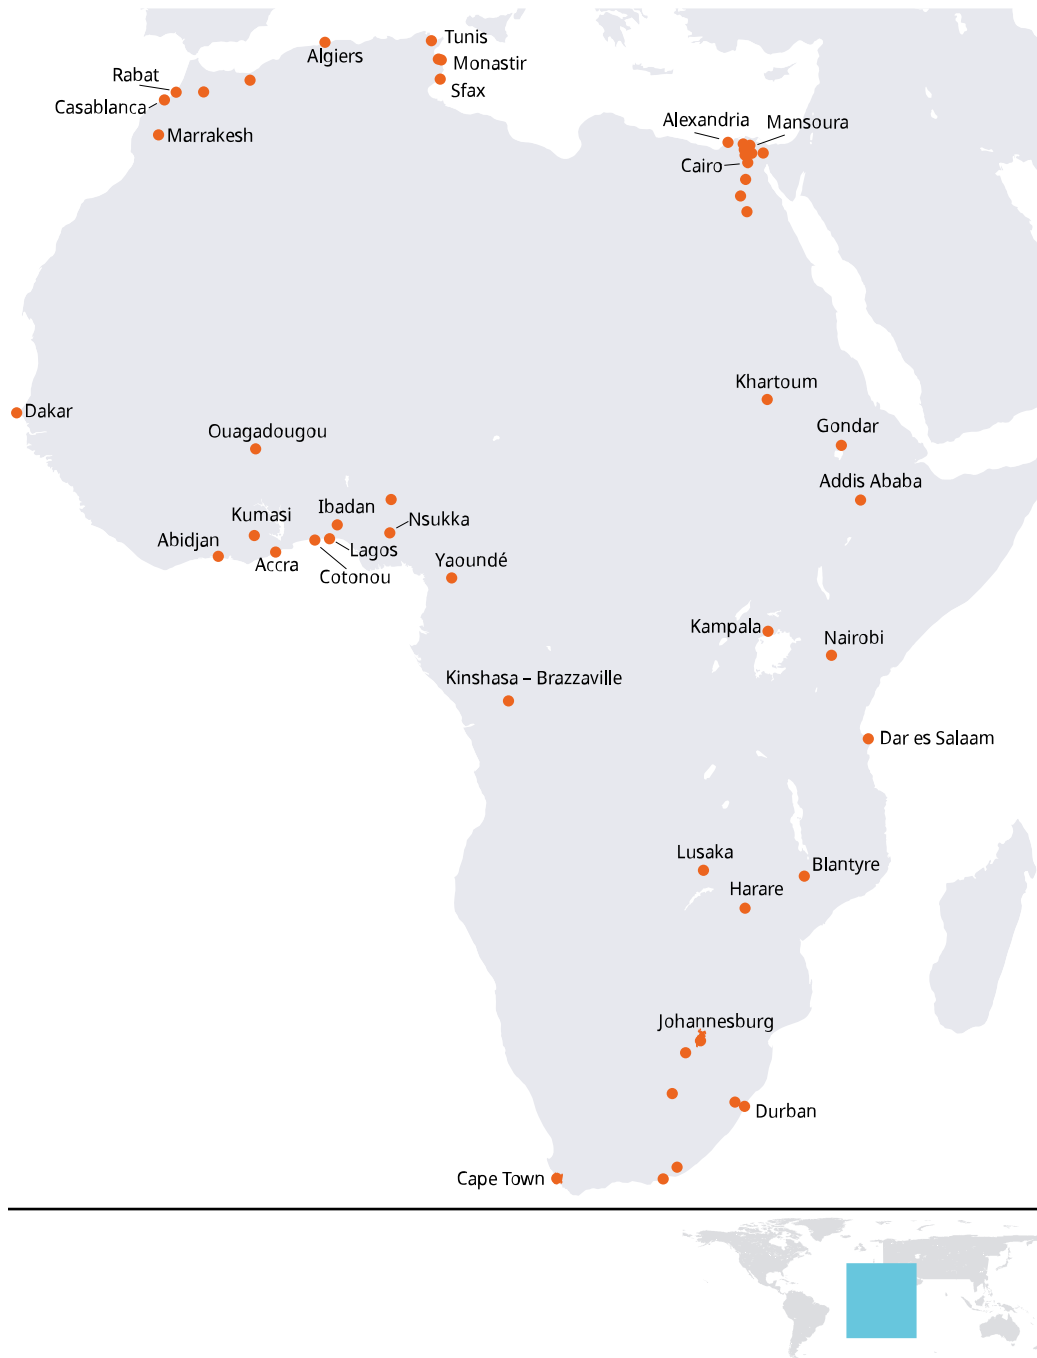 Tunis
Algiers
Monastir
Rabat
Sfax
Casablanca
Alexandria
Mansoura
Marrakesh
Cairo
Khartoum
Dakar
Gondar
Ouagadougou
Addis Ababa
Ibadan
Kumasi
Nsukka
Abidjan
Lagos
Accra
Yaoundé
Cotonou
Kampala
Nairobi
Kinshasa – Brazzaville
Dar es Salaam
Lusaka
Blantyre
Harare
Johannesburg
Durban
Cape Town